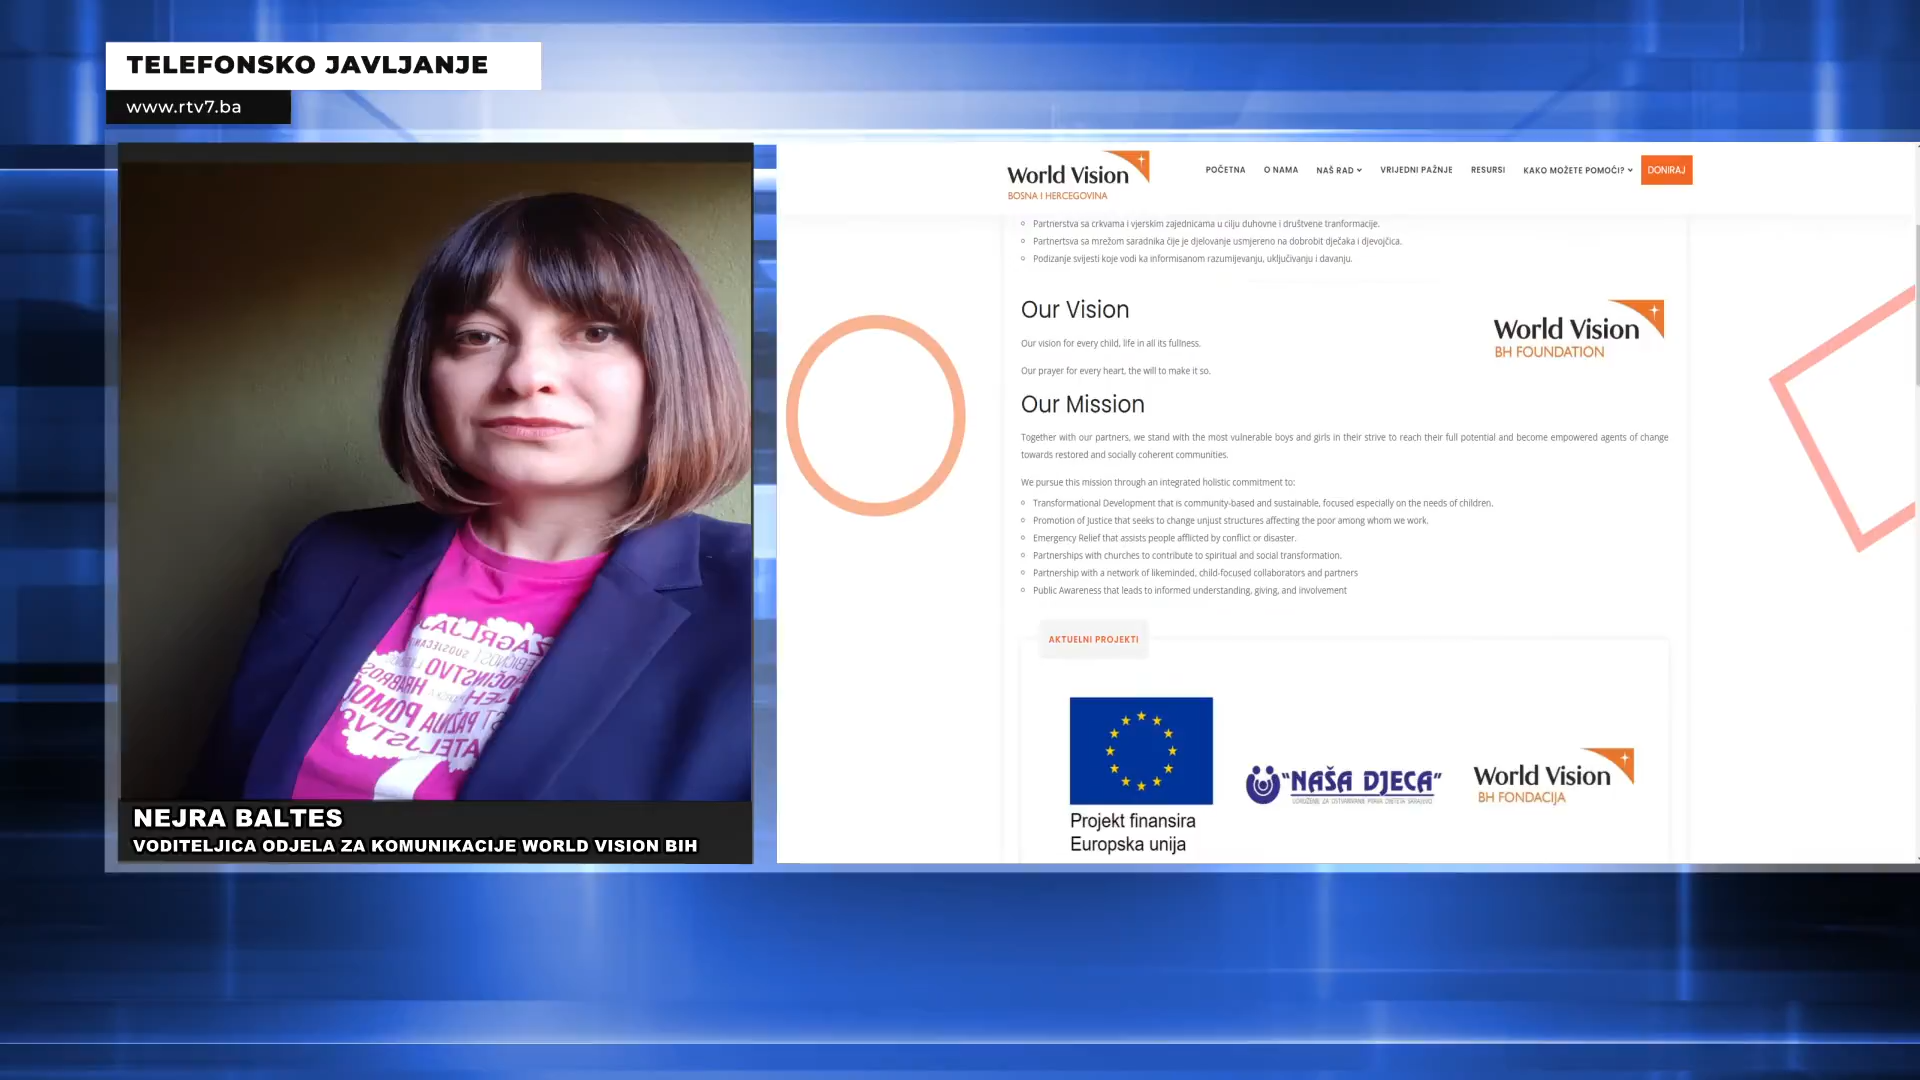 TELEFONSKO JAVLJANJE
www.rtv7.ba
NEJRA BALTES
VODITELJICA ODJELA ZA KOMUNIKACIJE WORLD VISION BIH
World Vision
BOSNA I HERCEGOVINA
POČETNA O NAMA NAŠ RAD VRIJEDNI PAŽNJE RESURSI KAKO MOŽETE POMOĆI? DONIRAJ
Partnerstva sa crkvama i vjerskim zajednicama u cilju duhovne i društvene tranformacije.
Partnertsva sa mrežom saradnika čije je djelovanje usmjereno na dobrobit dječaka i djevojčica.
Podizanje svijesti koje vodi ka informisanom razumijevanju, uključivanju i davanju.
Our Vision
Our vision for every child, life in all its fullness.
Our prayer for every heart, the will to make it so.
World Vision
BH FOUNDATION
Our Mission
Together with our partners, we stand with the most vulnerable boys and girls in their strive to reach their full potential and become empowered agents of change
towards restored and socially coherent communities.
We pursue this mission through an integrated holistic commitment to:
Transformational Development that is community-based and sustainable, focused especially on the needs of children.
Promotion of Justice that seeks to change unjust structures affecting the poor among whom we work.
Emergency Relief that assists people afflicted by conflict or disaster.
Partnerships with churches to contribute to spiritual and social transformation.
Partnership with a network of likeminded, child-focused collaborators and partners
Public Awareness that leads to informed understanding, giving, and involvement
AKTUELNI PROJEKTI
Projekt finansira
Europska unija
"NAŠA DJECA"
World Vision
BH FONDACIJA
ZAGRLJAJ
POMOĆ PAŽNJA